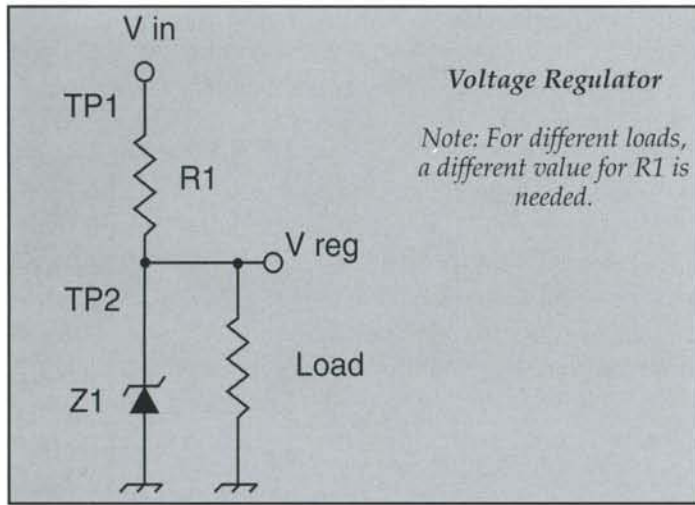 V in
TP1
Voltage Regulator
Note: For different loads,
a different value for R1 is
needed.
R1
V reg
TP2
Load
Z1